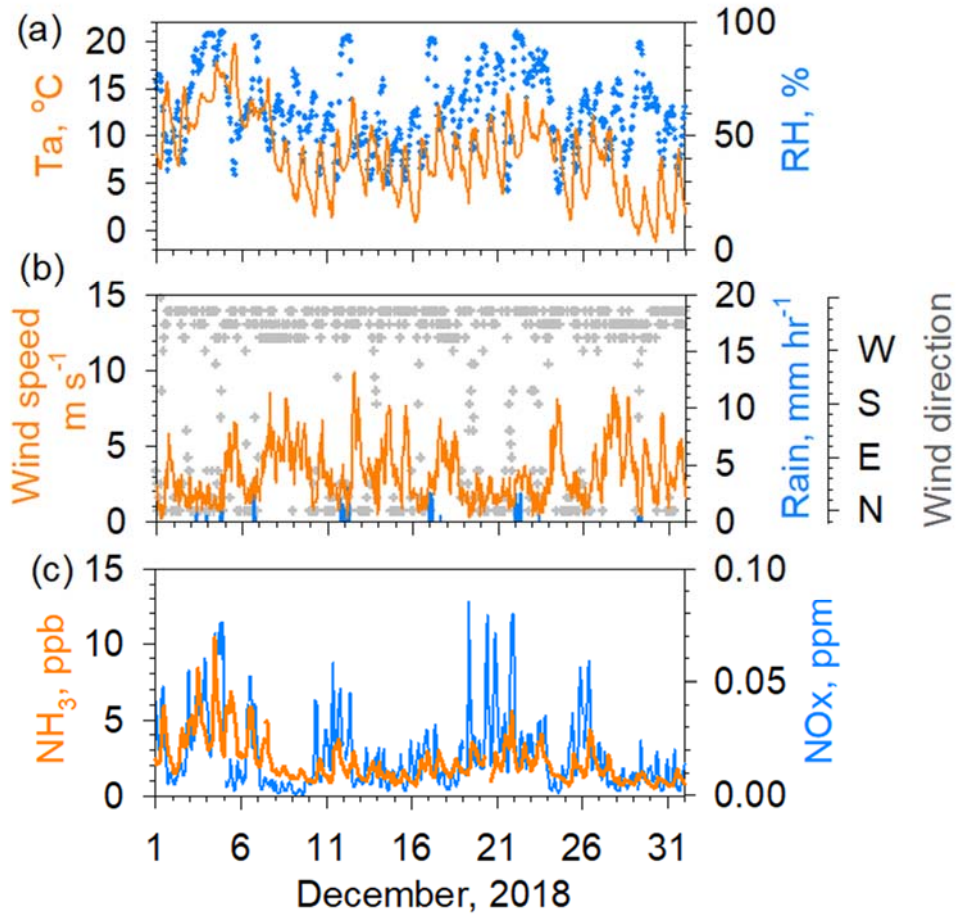 (a)
20
15
10
5
0
Ta, °C
100
50
0
RH, %
(b)
15
10
5
0
Wind speed
m s⁻¹
20
15
10
5
0
Rain, mm hr⁻¹
W
S
E
N
Wind direction
(c)
15
10
5
0
NH₃, ppb
0.10
0.05
0.00
NOx, ppm
1 6 11 16 21 26 31
December, 2018